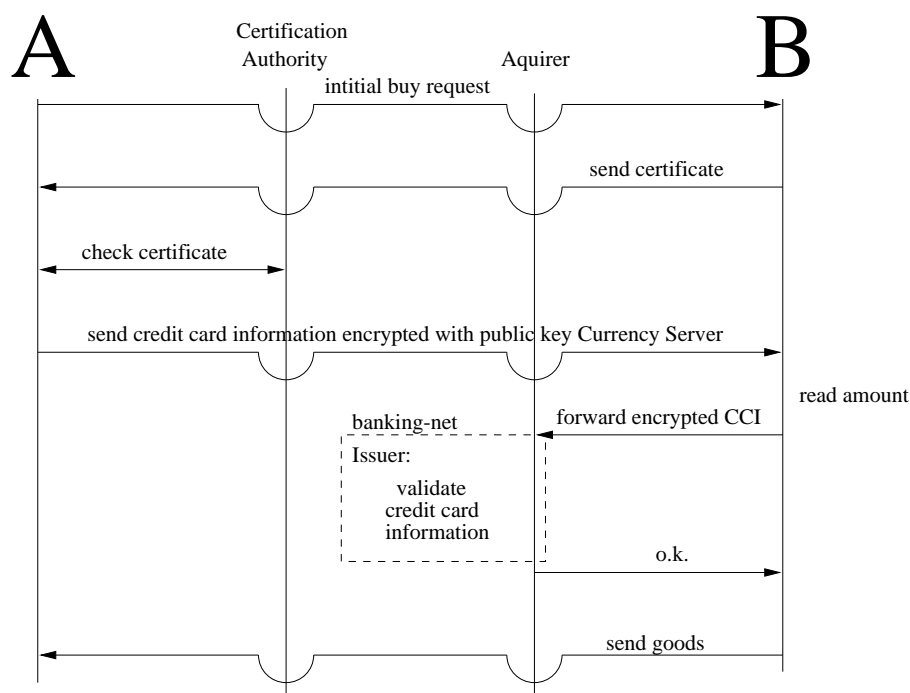 A
Certification
Authority
Aquirer
B
intitial buy request
send certificate
check certificate
send credit card information encrypted with public key Currency Server
read amount
banking-net
forward encrypted CCI
Issuer:
validate
credit card
information
o.k.
send goods